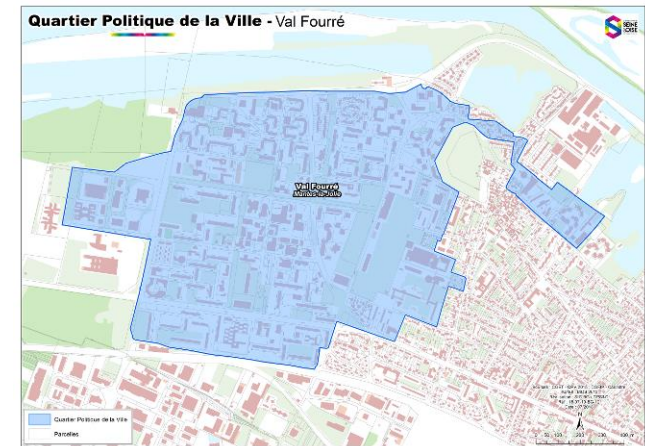 Quartier Politique de la Ville - Val Fourré
SEINE
OISE
Val Fourré
Mantes-la-Jolie
Quartier Politique de la Ville
Parcelles